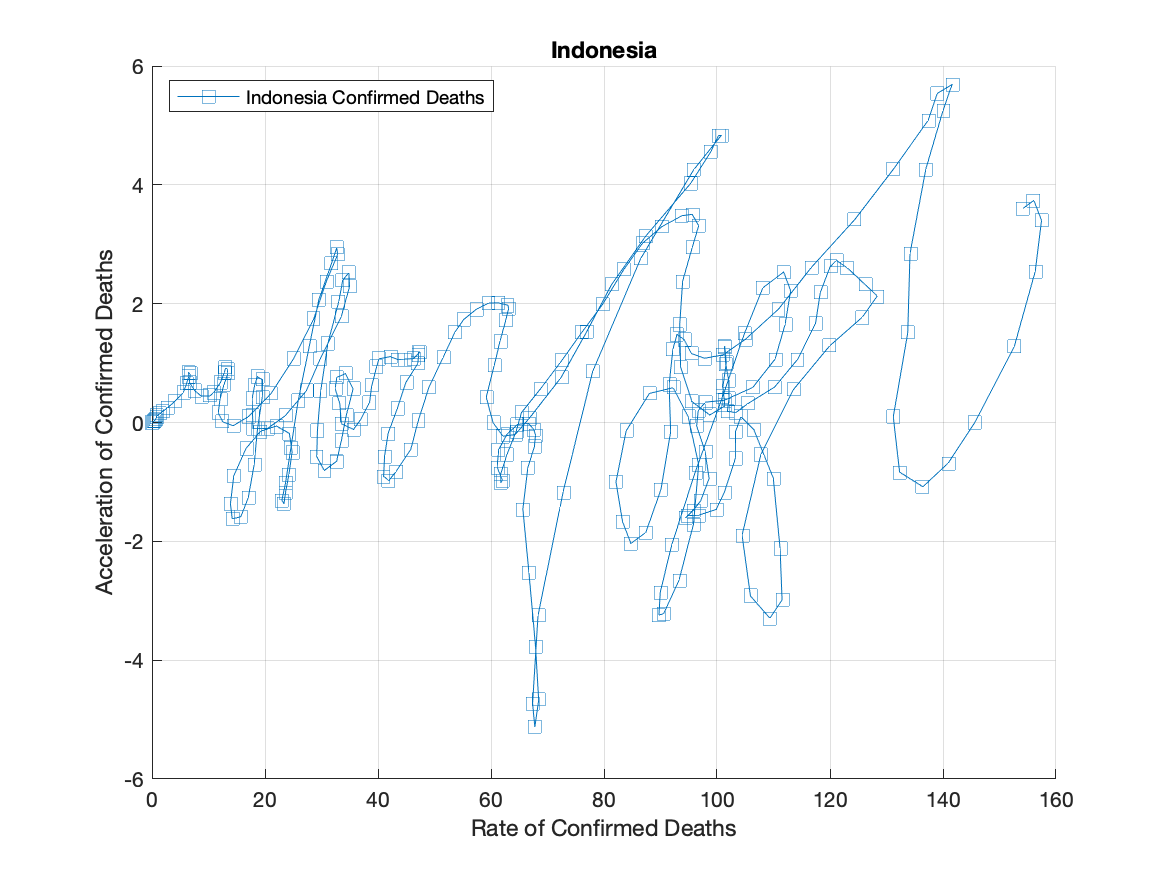 Indonesia
Indonesia Confirmed Deaths
6
4
2
0
-2
-4
-6
Acceleration of Confirmed Deaths
0 20 40 60 80 100 120 140 160
Rate of Confirmed Deaths